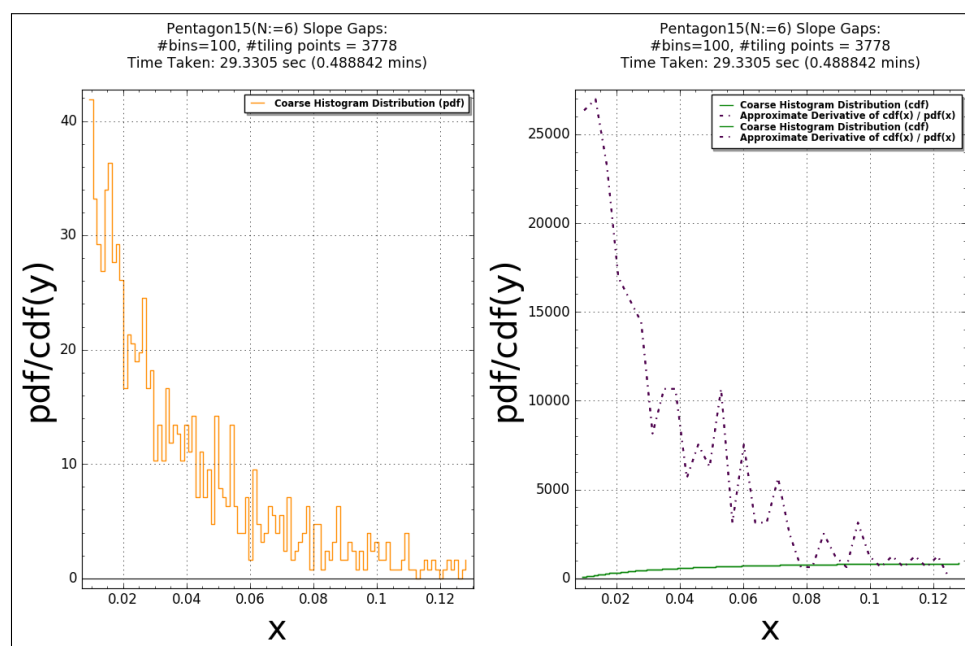 Pentagon15(N:=6) Slope Gaps:
#bins=100, #tiling points = 3778
Time Taken: 29.3305 sec (0.488842 mins)
Coarse Histogram Distribution (pdf)
pdf/cdf(y)
40
30
20
10
0
0.02 0.04 0.06 0.08 0.1 0.12
x
Pentagon15(N:=6) Slope Gaps:
#bins=100, #tiling points = 3778
Time Taken: 29.3305 sec (0.488842 mins)
Coarse Histogram Distribution (cdf)
Approximate Derivative of cdf(x) / pdf(x)
Coarse Histogram Distribution (cdf)
Approximate Derivative of cdf(x) / pdf(x)
pdf/cdf(y)
25000
20000
15000
10000
5000
0
0.02 0.04 0.06 0.08 0.1 0.12
x